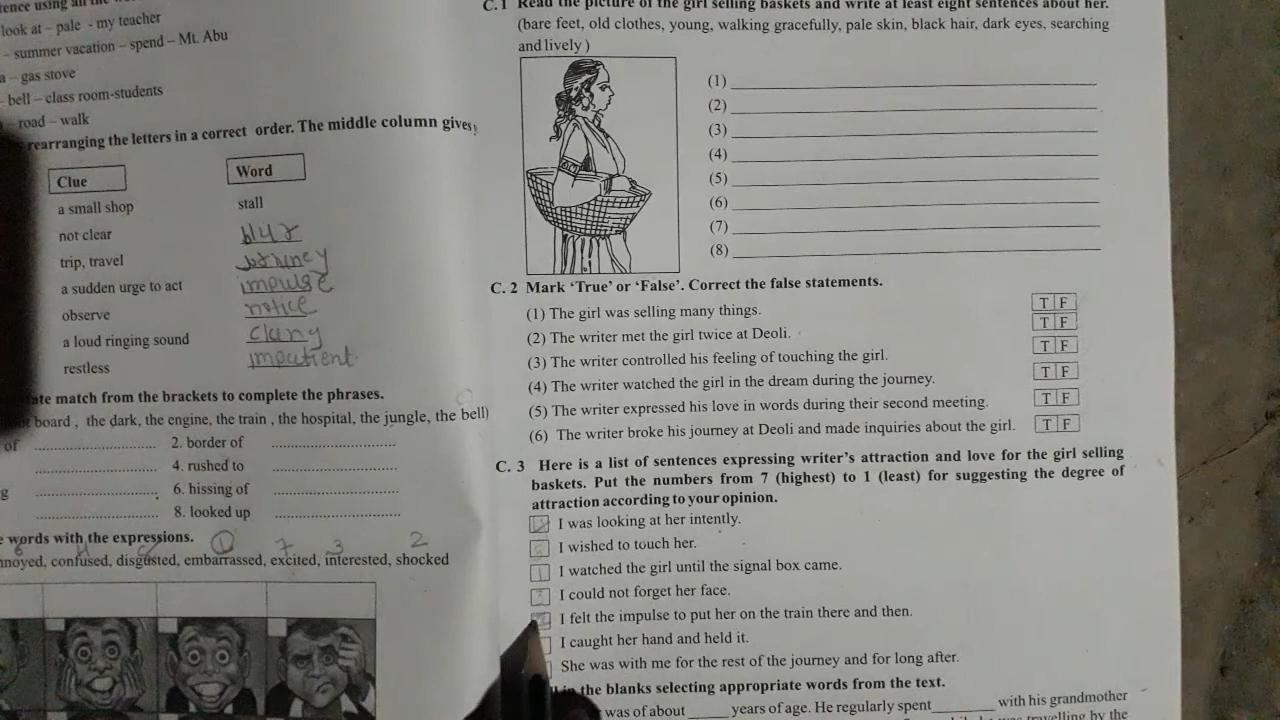 look at – pale - my teacher
– summer vacation – spend – Mt. Abu
– gas stove
bell – class room-students
– road – walk
rearranging the letters in a correct order. The middle column gives
Clue Word
a small shop stall
not clear blur
trip, travel
a sudden urge to act impulse
observe notice
a loud ringing sound clang
restless impatient
match from the brackets to complete the phrases.
board , the dark, the engine, the train , the hospital, the jungle, the bell)
of 2. border of
4. rushed to
g 6. hissing of
8. looked up
words with the expressions.
6 4 1 7 3 2
confused, disgusted, embarrassed, excited, interested, shocked
C.1 Read the picture of the girl selling baskets and write at least eight sentences about her.
(bare feet, old clothes, young, walking gracefully, pale skin, black hair, dark eyes, searching
and lively )
(1)
(2)
(3)
(4)
(5)
(6)
(7)
(8)
C. 2 Mark ‘True’ or ‘False’. Correct the false statements.
(1) The girl was selling many things. T F
(2) The writer met the girl twice at Deoli. T F
(3) The writer controlled his feeling of touching the girl. T F
(4) The writer watched the girl in the dream during the journey. T F
(5) The writer expressed his love in words during their second meeting. T F
(6) The writer broke his journey at Deoli and made inquiries about the girl. T F
C. 3 Here is a list of sentences expressing writer’s attraction and love for the girl selling
baskets. Put the numbers from 7 (highest) to 1 (least) for suggesting the degree of
attraction according to your opinion.
I was looking at her intently.
I wished to touch her.
I watched the girl until the signal box came.
I could not forget her face.
I felt the impulse to put her on the train there and then.
I caught her hand and held it.
She was with me for the rest of the journey and for long after.
in the blanks selecting appropriate words from the text.
was of about years of age. He regularly spent with his grandmother
travelling by the